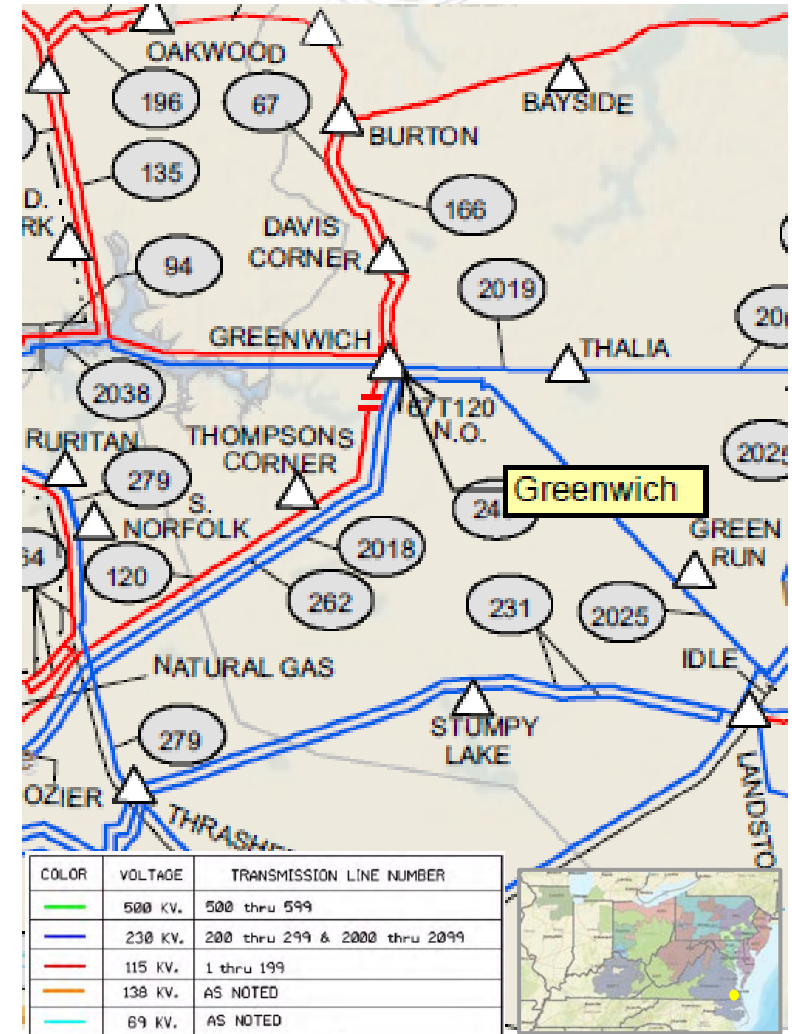 OAKWOOD
196
67
BAYSIDE
BURTON
135
166
D.
RK
DAVIS
CORNER
94
2019
GREENWICH
THALIA
2038
67T120
N.O.
RURITAN
THOMPSONS
CORNER
279
S.
NORFOLK
Greenwich
GREEN
RUN
2018
120
262
231
2025
IDLE
NATURAL GAS
STUMPY
LAKE
279
OZIER
LANDSTO
COLOR VOLTAGE TRANSMISSION LINE NUMBER
500 KV. 500 thru 599
230 KV. 200 thru 299 & 2000 thru 2099
115 KV. 1 thru 199
138 KV. AS NOTED
69 KV. AS NOTED